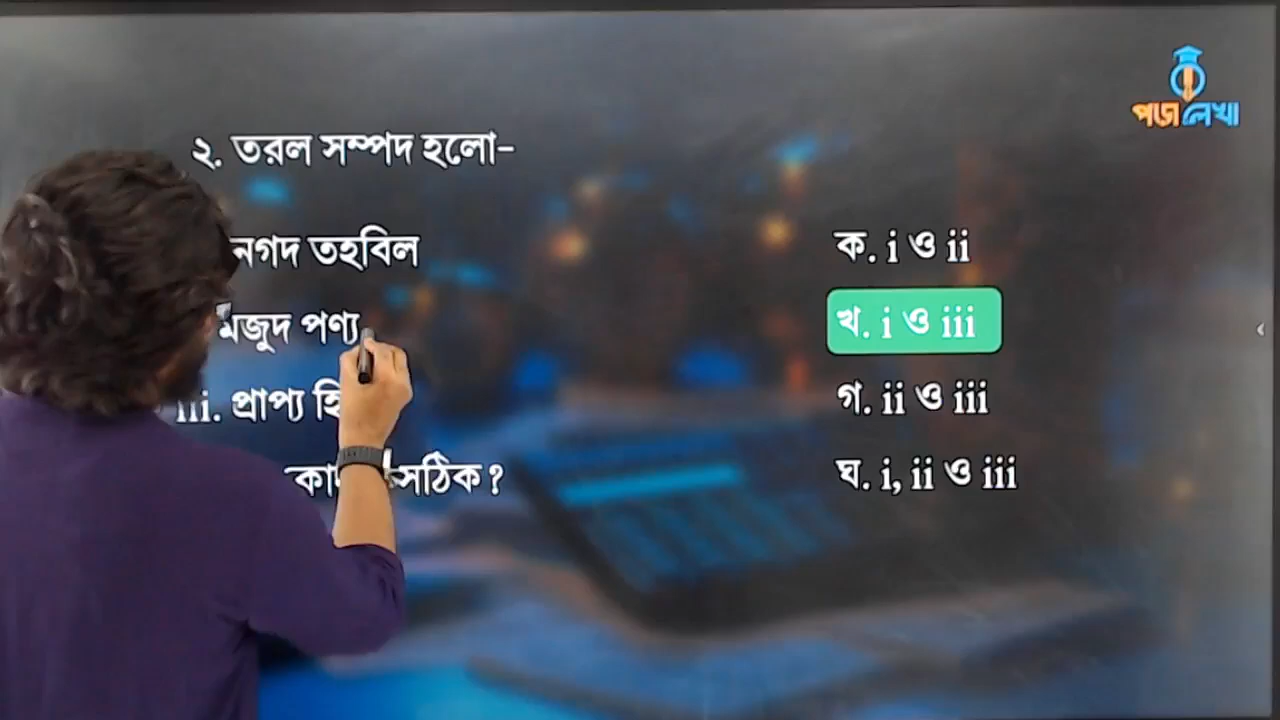 পড়ালেখা
২. তরল সম্পদ হলো-
নগদ তহবিল
মজুদ পণ্য
iii. প্রাপ্য
সঠিক?
ক. i ও ii
খ. i ও iii
গ. ii ও iii
ঘ. i, ii ও iii